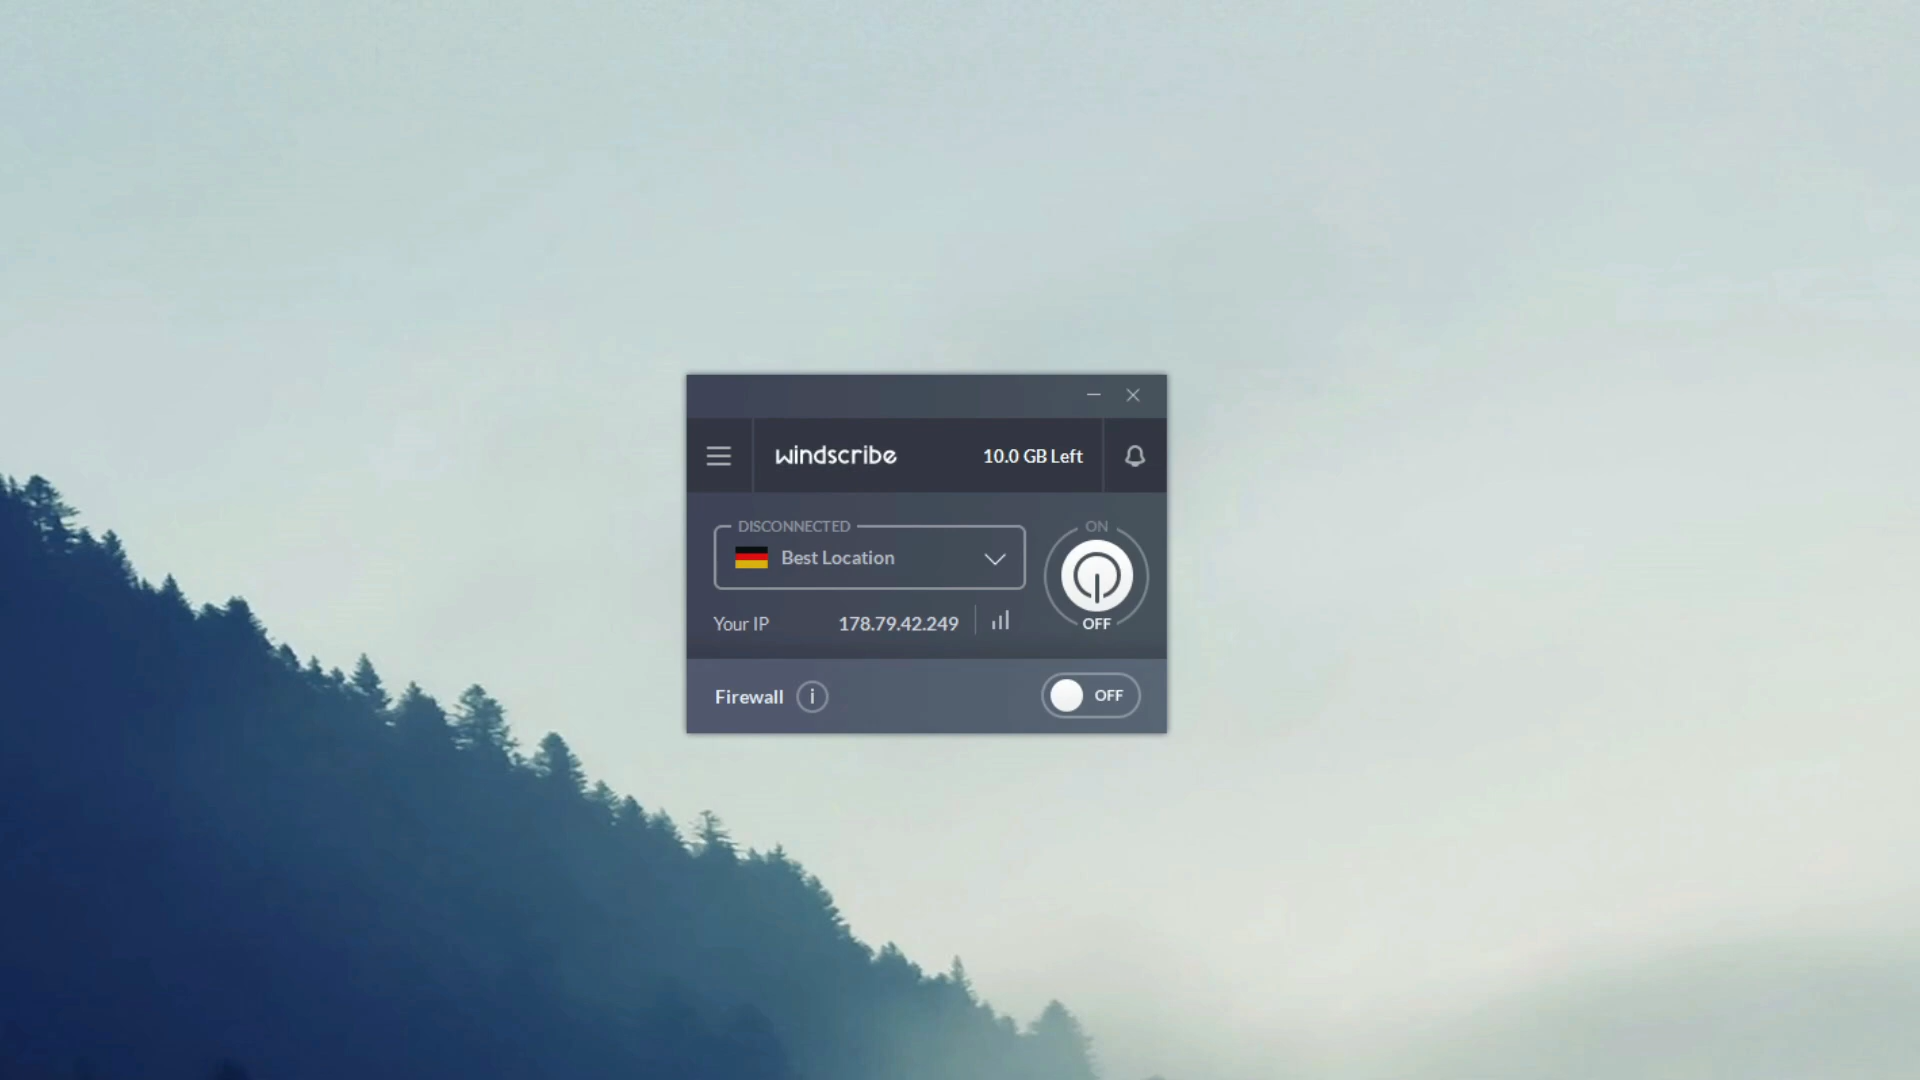 windscribe 10.0 GB Left
DISCONNECTED
ON
Best Location
Your IP 178.79.42.249
OFF
Firewall i OFF